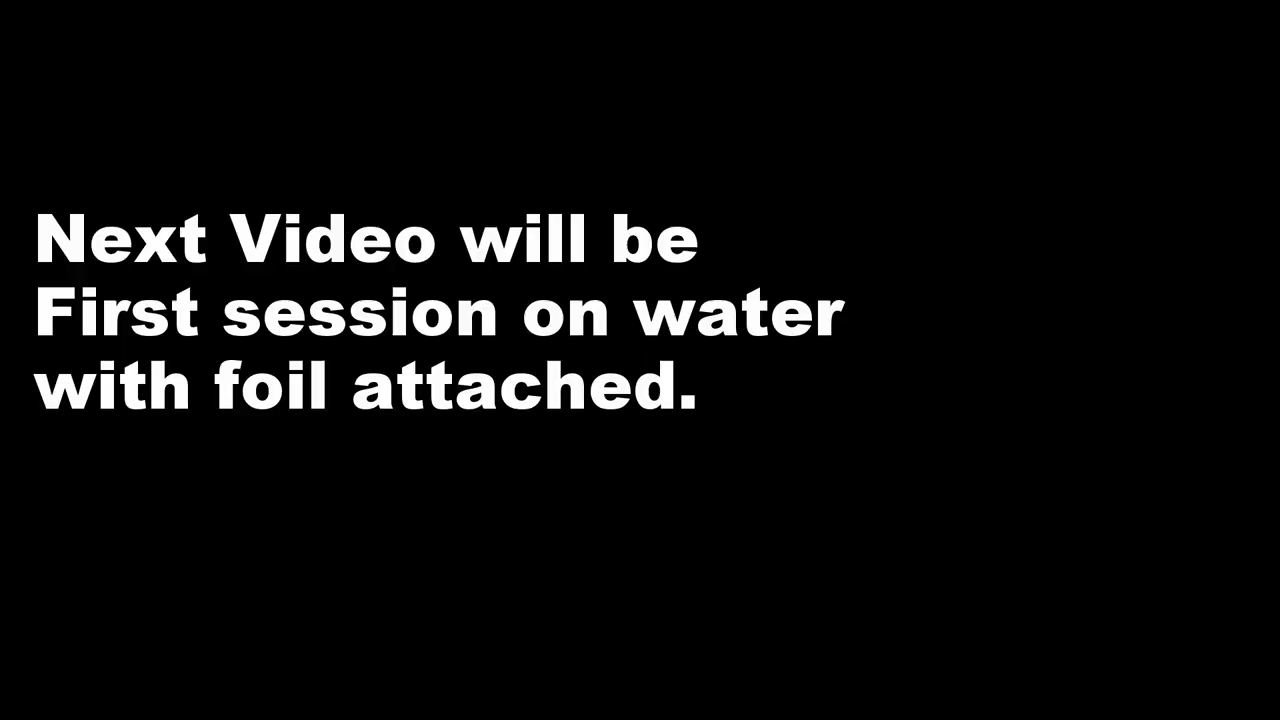 Next Video will be
First session on water
with foil attached.